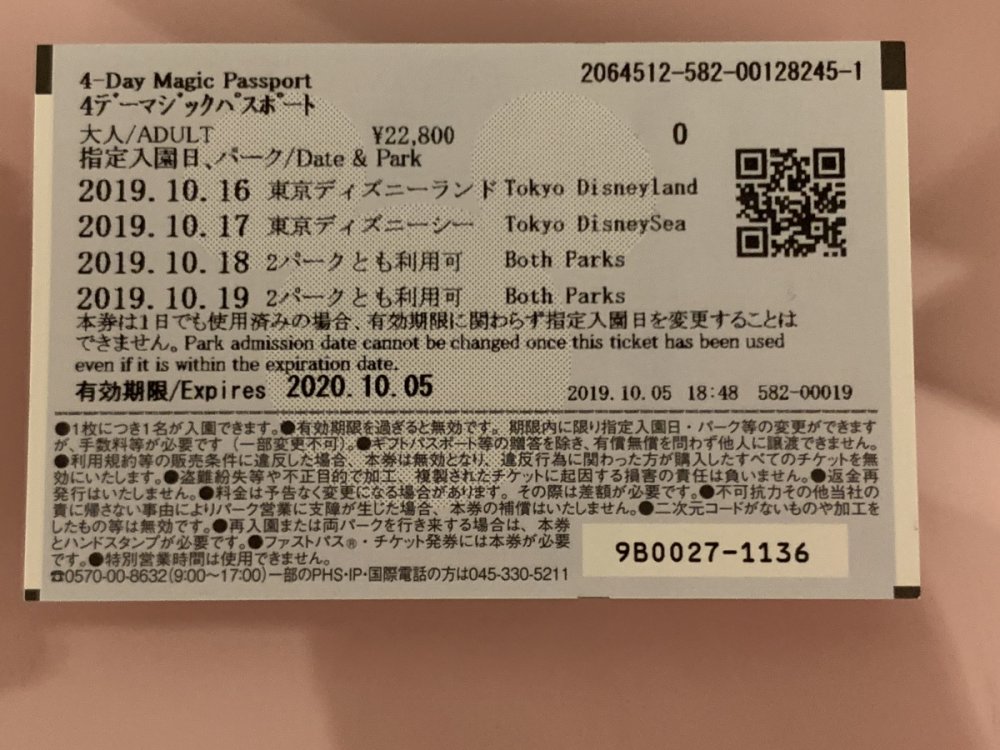 4-Day Magic Passport
2064512-582-00128245-1
4デーマジックパスポート
大人/ADULT ¥22,800 0
指定入園日、パーク/Date & Park
2019.10.16 東京ディズニーランド Tokyo Disneyland
2019.10.17 東京ディズニーシー Tokyo DisneySea
2019.10.18 2パークとも利用可 Both Parks
2019.10.19 2パークとも利用可 Both Parks
本券は1日でも使用済みの場合、有効期限に関わらず指定入園日を変更することは
できません。Park admission date cannot be changed once this ticket has been used
even if it is within the expiration date.
有効期限/Expires 2020.10.05 2019.10.05 18:48 582-00019
●1枚につき1名が入園できます。●有効期限を過ぎると無効です。期限内に限り指定入園日・パーク等の変更ができます
が、手数料等が必要です(一部変更不可)。●ギフトパスポート等の贈答を除き、有償無償を問わず他人に譲渡できません。
●利用規約等の販売条件に違反した場合、本券は無効となり、違反行為に関わった方が購入したすべてのチケットを無
効にいたします。●盗難紛失等や不正目的で加工、複製されたチケットに起因する損害の責任は負いません。●返金再
発行はいたしません。●料金は予告なく変更になる場合があります。その際は差額が必要です。●不可抗力その他当社の
責に帰さない事由によりパーク営業に支障が生じた場合、本券の補償はいたしません。●二次元コードがないものや加工を
したもの等は無効です。●再入園または両パークを行き来する場合は、本券
とハンドスタンプが必要です。●ファストパス®・チケット発券には本券が必要
です。●特別営業時間は使用できません。
☎0570-00-8632(9:00〜17:00)一部のPHS・IP・国際電話の方は045-330-5211
9B0027-1136